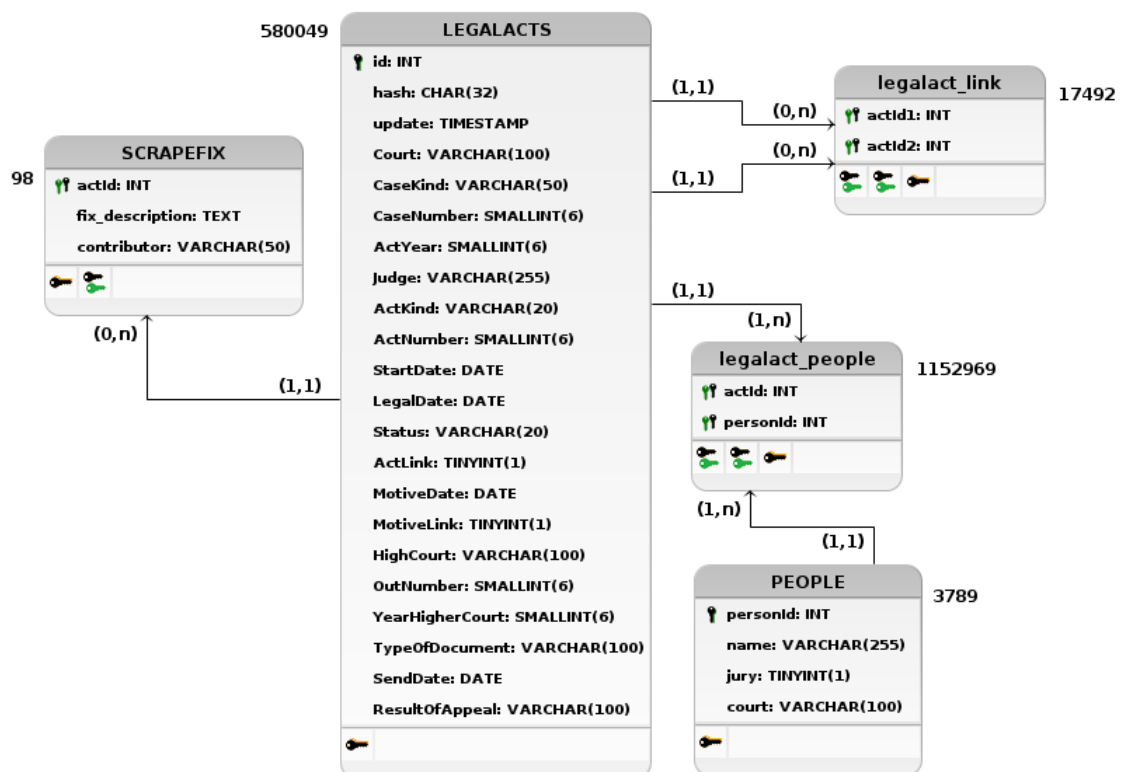 580049
LEGALACTS
id: INT
hash: CHAR(32)
update: TIMESTAMP
Court: VARCHAR(100)
CaseKind: VARCHAR(50)
CaseNumber: SMALLINT(6)
ActYear: SMALLINT(6)
Judge: VARCHAR(255)
ActKind: VARCHAR(20)
ActNumber: SMALLINT(6)
StartDate: DATE
LegalDate: DATE
Status: VARCHAR(20)
ActLink: TINYINT(1)
MotiveDate: DATE
MotiveLink: TINYINT(1)
HighCourt: VARCHAR(100)
OutNumber: SMALLINT(6)
YearHigherCourt: SMALLINT(6)
TypeOfDocument: VARCHAR(100)
SendDate: DATE
ResultOfAppeal: VARCHAR(100)
98
SCRAPEFIX
actId: INT
fix_description: TEXT
contributor: VARCHAR(50)
(0,n)
(1,1)
(1,1)
(0,n)
(0,n)
(1,1)
legalact_link
17492
actId1: INT
actId2: INT
(1,1)
(1,n)
legalact_people
1152969
actId: INT
personId: INT
(1,n)
(1,1)
PEOPLE
3789
personId: INT
name: VARCHAR(255)
jury: TINYINT(1)
court: VARCHAR(100)